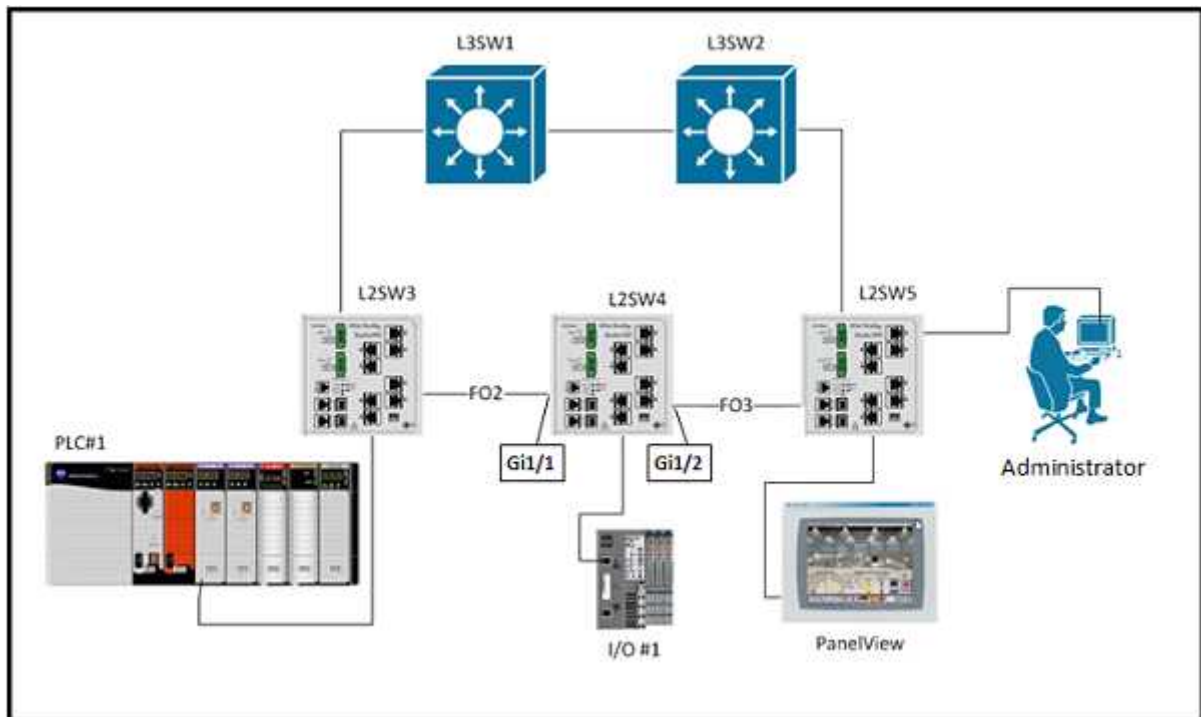 L3SW1
L3SW2
L2SW3
L2SW4
L2SW5
FO2
FO3
Gi1/1
Gi1/2
PLC#1
Administrator
I/O #1
PanelView